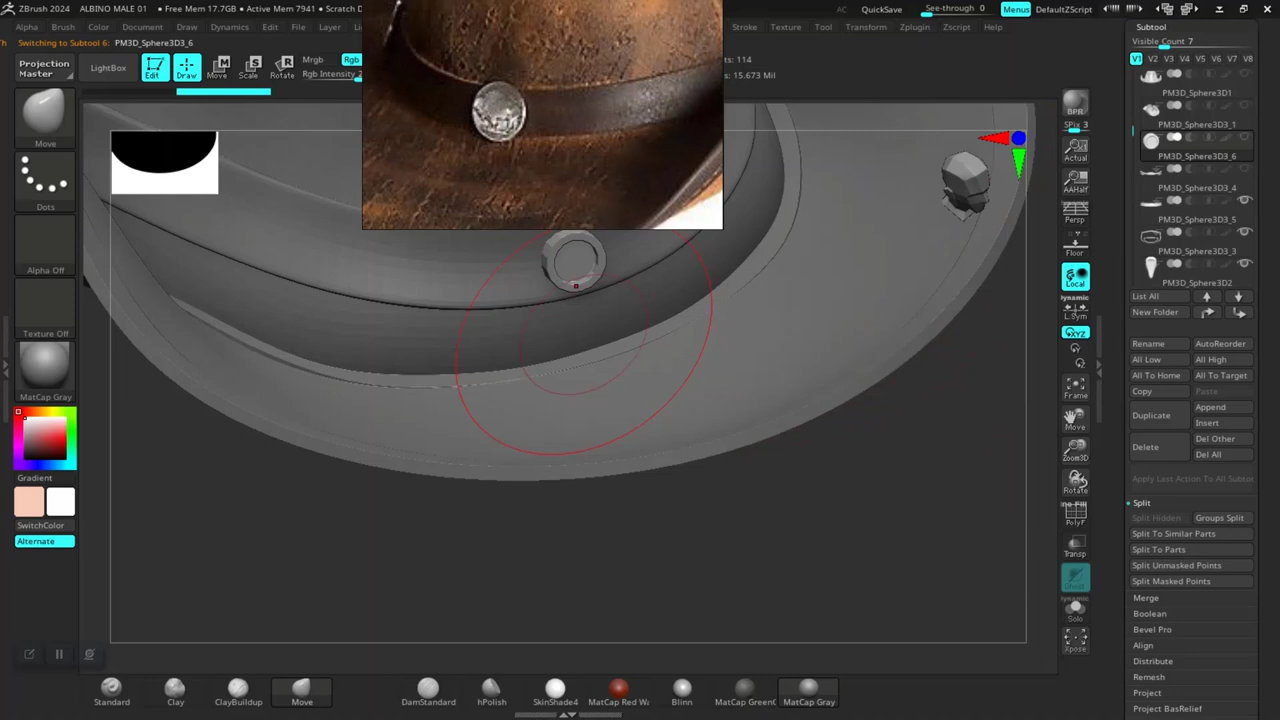 ZBrush 2024 ALBINO MALE 01 • Free Mem 17.7GB • Active Mem 7941 • Scratch D
AC QuickSave See-through 0 Menus DefaultZScript
Alpha Brush Color Document Draw Dynamics Edit File Layer Stroke Texture Tool Transform Zplugin Zscript Help
Switching to Subtool 6: PM3D_Sphere3D3_6
Projection Master
LightBox
Edit
Draw
Move
Scale
Rotate
Mrgb
Rgb
Rgb Intensity
114
15.673 Mil
Move
Dots
Alpha Off
Texture Off
MatCap Gray
Gradient
SwitchColor
Alternate
BPR
SPix 3
Actual
AAHalf
Persp
Floor
Local
Dynamic
L.Sym
XYZ
Frame
Move
Zoom3D
Rotate
PolyF
Transp
Ghost
Dynamic
Solo
Xpose
Subtool
Visible Count 7
V1 V2 V3 V4 V5 V6 V7 V8
PM3D_Sphere3D1
PM3D_Sphere3D3_1
PM3D_Sphere3D3_6
PM3D_Sphere3D3_4
PM3D_Sphere3D3_5
PM3D_Sphere3D3_3
PM3D_Sphere3D2
List All
New Folder
Rename AutoReorder
All Low All High
All To Home All To Target
Copy Paste
Duplicate
Append
Insert
Delete
Del Other
Del All
Apply Last Action To All Subto
Split
Split Hidden Groups Split
Split To Similar Parts
Split To Parts
Split Unmasked Points
Split Masked Points
Merge
Boolean
Bevel Pro
Align
Distribute
Remesh
Project
Project BasRelief
Standard Clay ClayBuildup Move DamStandard hPolish SkinShade4 MatCap Red Wa Blinn MatCap GreenC MatCap Gray